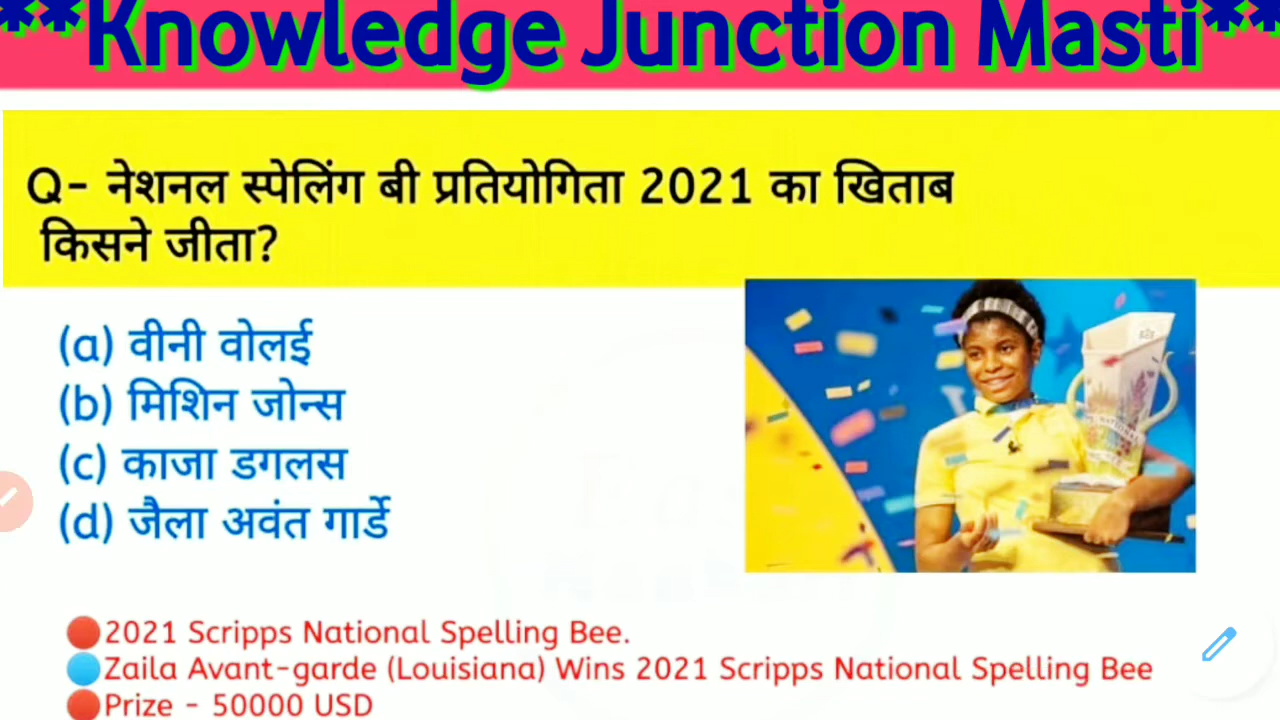 **Knowledge Junction Masti**
Q- नेशनल स्पेलिंग बी प्रतियोगिता 2021 का खिताब
किसने जीता?
(a) वीनी वोलई
(b) मिशिन जोन्स
(c) काजा डगलस
(d) जैला अवंत गार्डे
2021 Scripps National Spelling Bee.
Zaila Avant-garde (Louisiana) Wins 2021 Scripps National Spelling Bee
Prize - 50000 USD